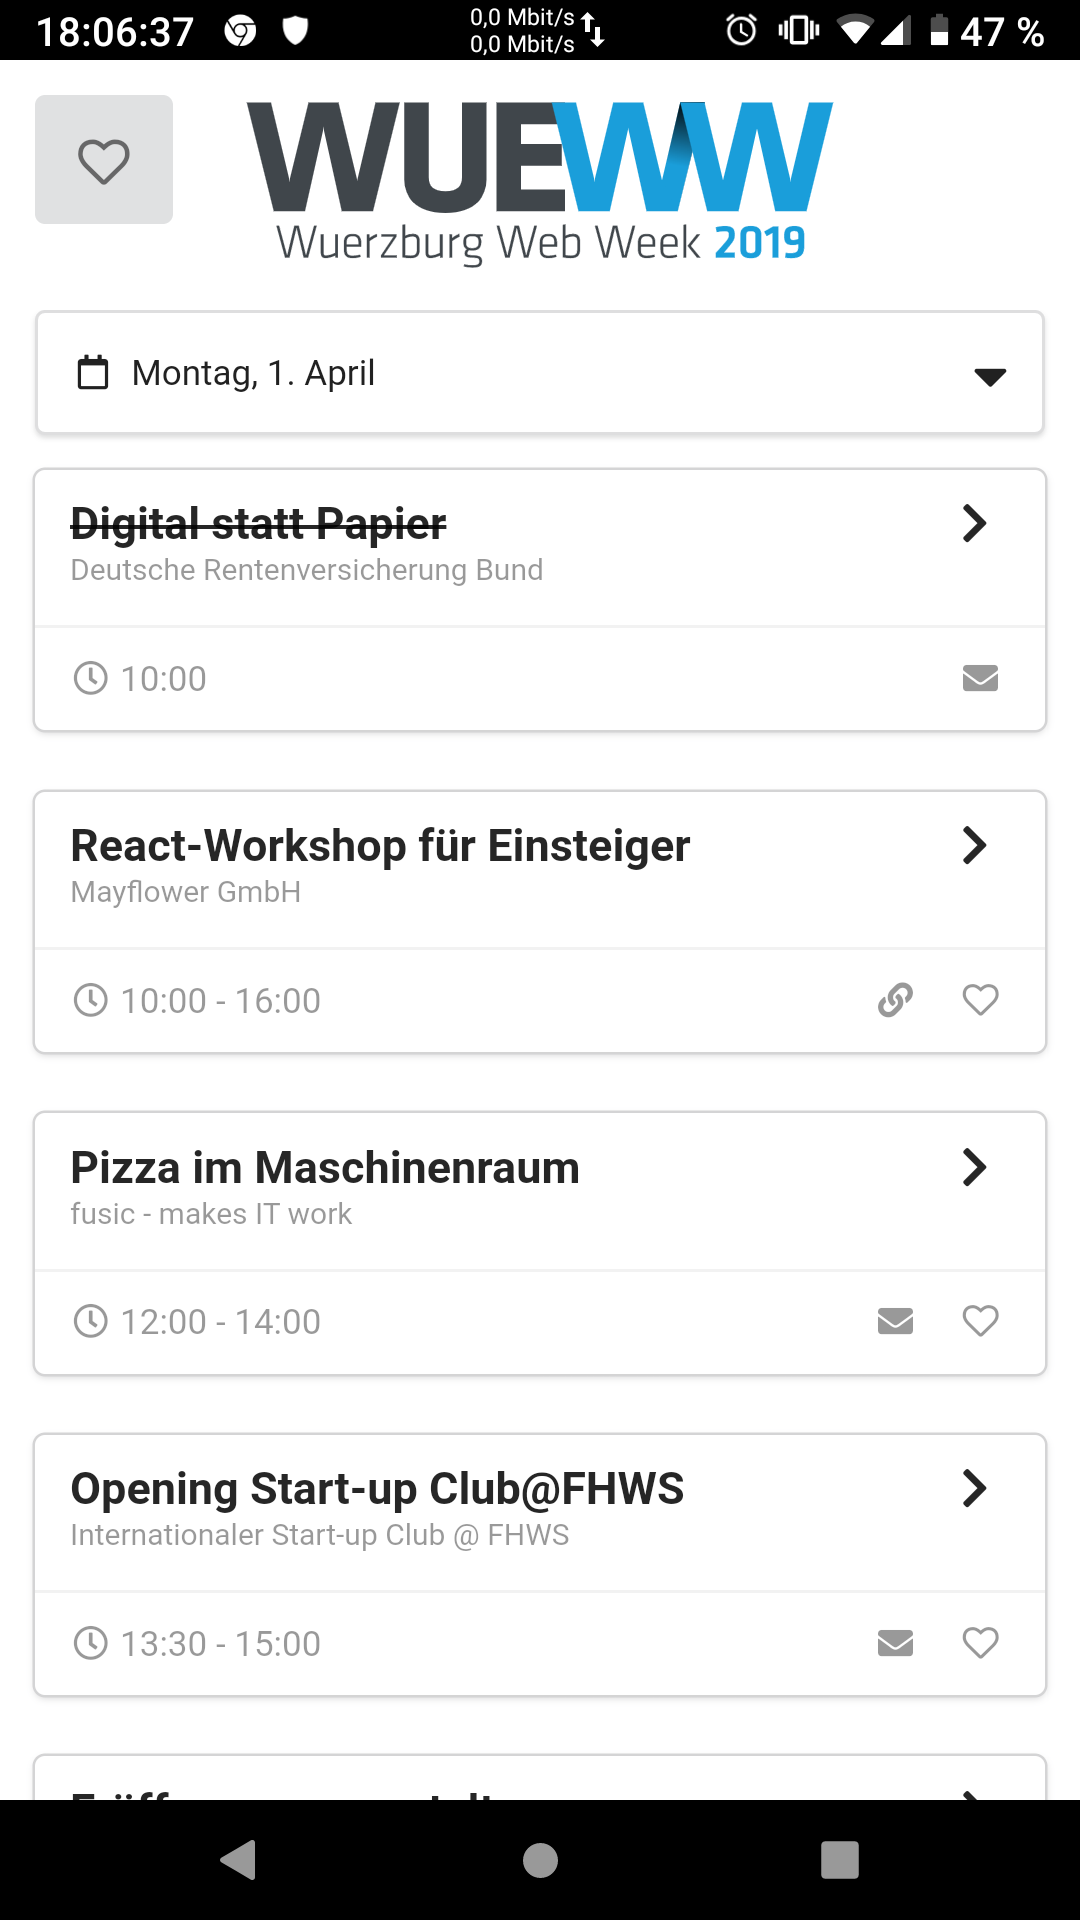 18:06:37
0,0 Mbit/s
0,0 Mbit/s
47 %
WUEWW
Wuerzburg Web Week 2019
Montag, 1. April
Digital statt Papier
Deutsche Rentenversicherung Bund
10:00
React-Workshop für Einsteiger
Mayflower GmbH
10:00 - 16:00
Pizza im Maschinenraum
fusic - makes IT work
12:00 - 14:00
Opening Start-up Club@FHWS
Internationaler Start-up Club @ FHWS
13:30 - 15:00